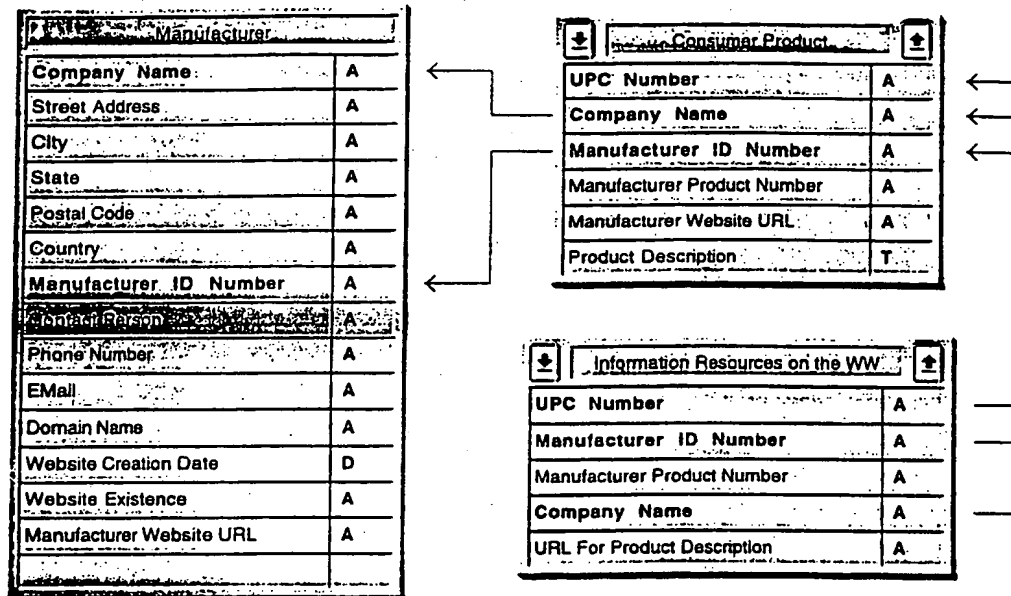 Manufacturer
Company Name A
Street Address A
City A
State A
Postal Code A
Country A
Manufacturer ID Number A
Contact Person A
Phone Number A
EMail A
Domain Name A
Website Creation Date D
Website Existence A
Manufacturer Website URL A
Consumer Product
UPC Number A
Company Name A
Manufacturer ID Number A
Manufacturer Product Number A
Manufacturer Website URL A
Product Description T
Information Resources on the WW
UPC Number A
Manufacturer ID Number A
Manufacturer Product Number A
Company Name A
URL For Product Description A